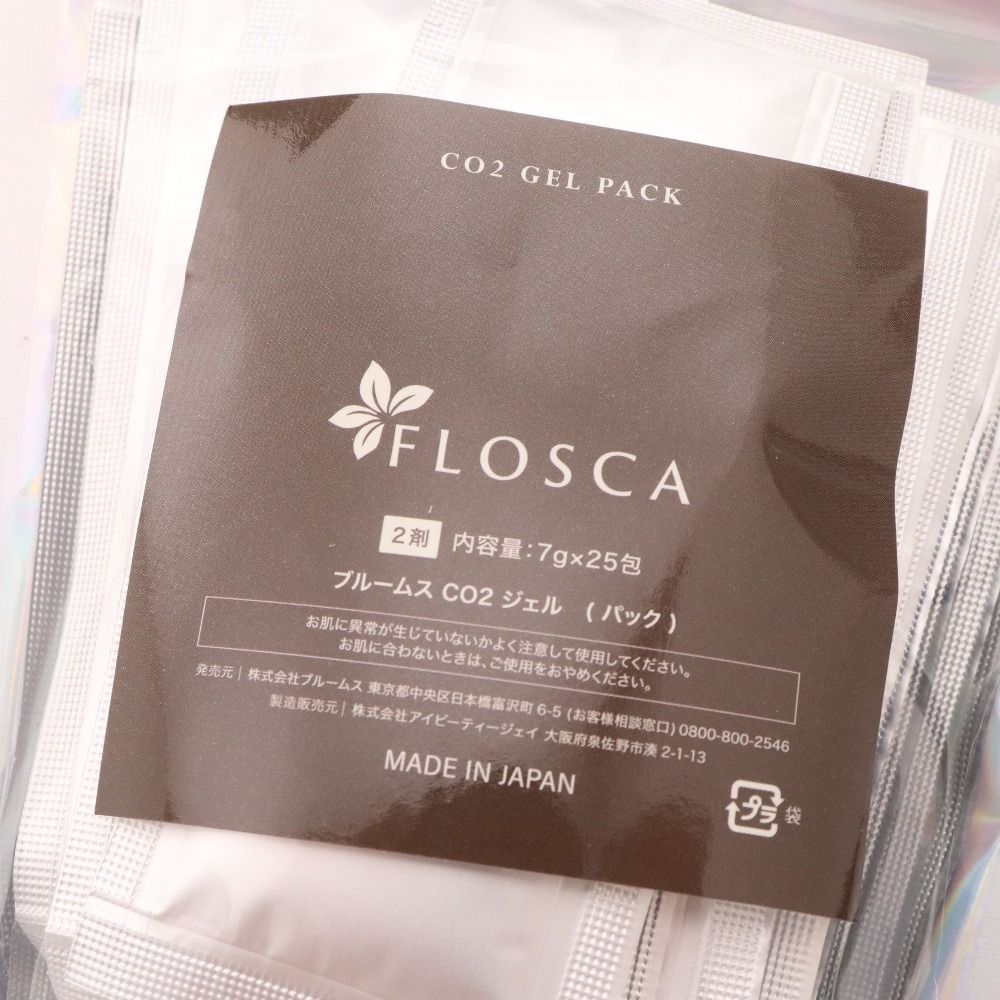 CO2 GEL PACK
FLOSCA
2剤 内容量:7g×25包
ブルームス CO2 ジェル (パック)
お肌に異常が生じていないかよく注意して使用してください。
お肌に合わないときは、ご使用をおやめください。
発売元 | 株式会社ブルームス 東京都中央区日本橋富沢町 6-5 (お客様相談窓口) 0800-800-2546
製造販売元 | 株式会社アイピーティージェイ 大阪府泉佐野市湊 2-1-13
MADE IN JAPAN
プラ 袋